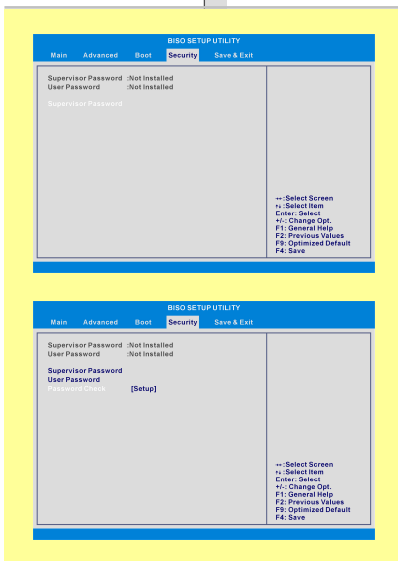 BISO SETUP UTILITY
Main Advanced Boot Security Save & Exit
Supervisor Password :Not Installed
User Password :Not Installed
Supervisor Password
↔:Select Screen
↑↓:Select Item
Enter: Select
+/-: Change Opt.
F1: General Help
F2: Previous Values
F9: Optimized Default
F4: Save
BISO SETUP UTILITY
Main Advanced Boot Security Save & Exit
Supervisor Password :Not Installed
User Password :Not Installed
Supervisor Password
User Password
Password Check [Setup]
↔:Select Screen
↑↓:Select Item
Enter: Select
+/-: Change Opt.
F1: General Help
F2: Previous Values
F9: Optimized Default
F4: Save